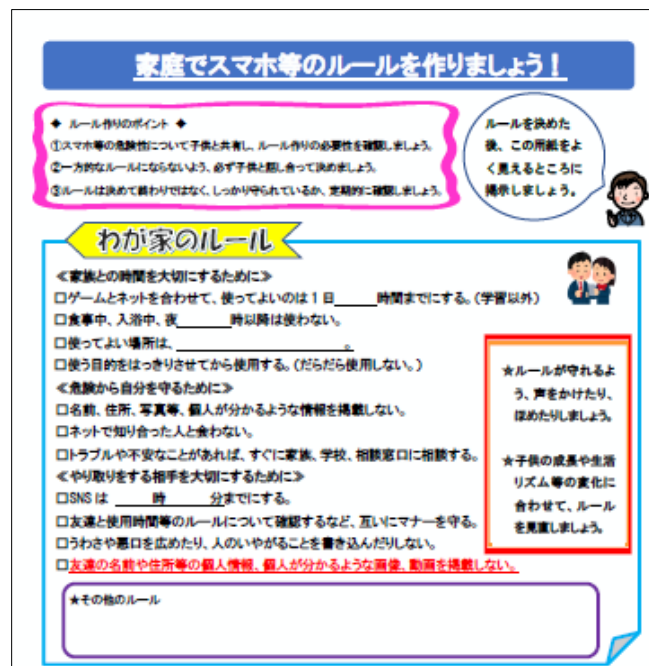 家庭でスマホ等のルールを作りましょう!
◆ ルール作りのポイント ◆
①スマホ等の危険性について子供と共有し、ルール作りの必要性を確認しましょう。
②一方的なルールにならないよう、必ず子供と話し合って決めましょう。
③ルールは決めて終わりではなく、しっかり守られているか、定期的に確認しましょう。
ルールを決めた
後、この用紙をよ
く見えるところに
掲示しましょう。
わが家のルール
≪家族との時間を大切にするために≫
□ゲームとネットを合わせて、使ってよいのは1日______時間までにする。(学習以外)
□食事中、入浴中、夜______時以降は使わない。
□使ってよい場所は、__________________。
□使う目的をはっきりさせてから使用する。(だらだら使用しない。)
≪危険から自分を守るために≫
□名前、住所、写真等、個人が分かるような情報を掲載しない。
□ネットで知り合った人と会わない。
□トラブルや不安なことがあれば、すぐに家族、学校、相談窓口に相談する。
≪やり取りをする相手を大切にするために≫
□SNSは ____時____分までにする。
□友達と使用時間等のルールについて確認するなど、互いにマナーを守る。
□うわさや悪口を広めたり、人のいやがることを書き込んだりしない。
□友達の名前や住所等の個人情報、個人が分かるような画像、動画を掲載しない。
★ルールが守れるよ
う、声をかけたり、
ほめたりしましょう。
★子供の成長や生活
リズム等の変化に
合わせて、ルール
を見直しましょう。
★その他のルール